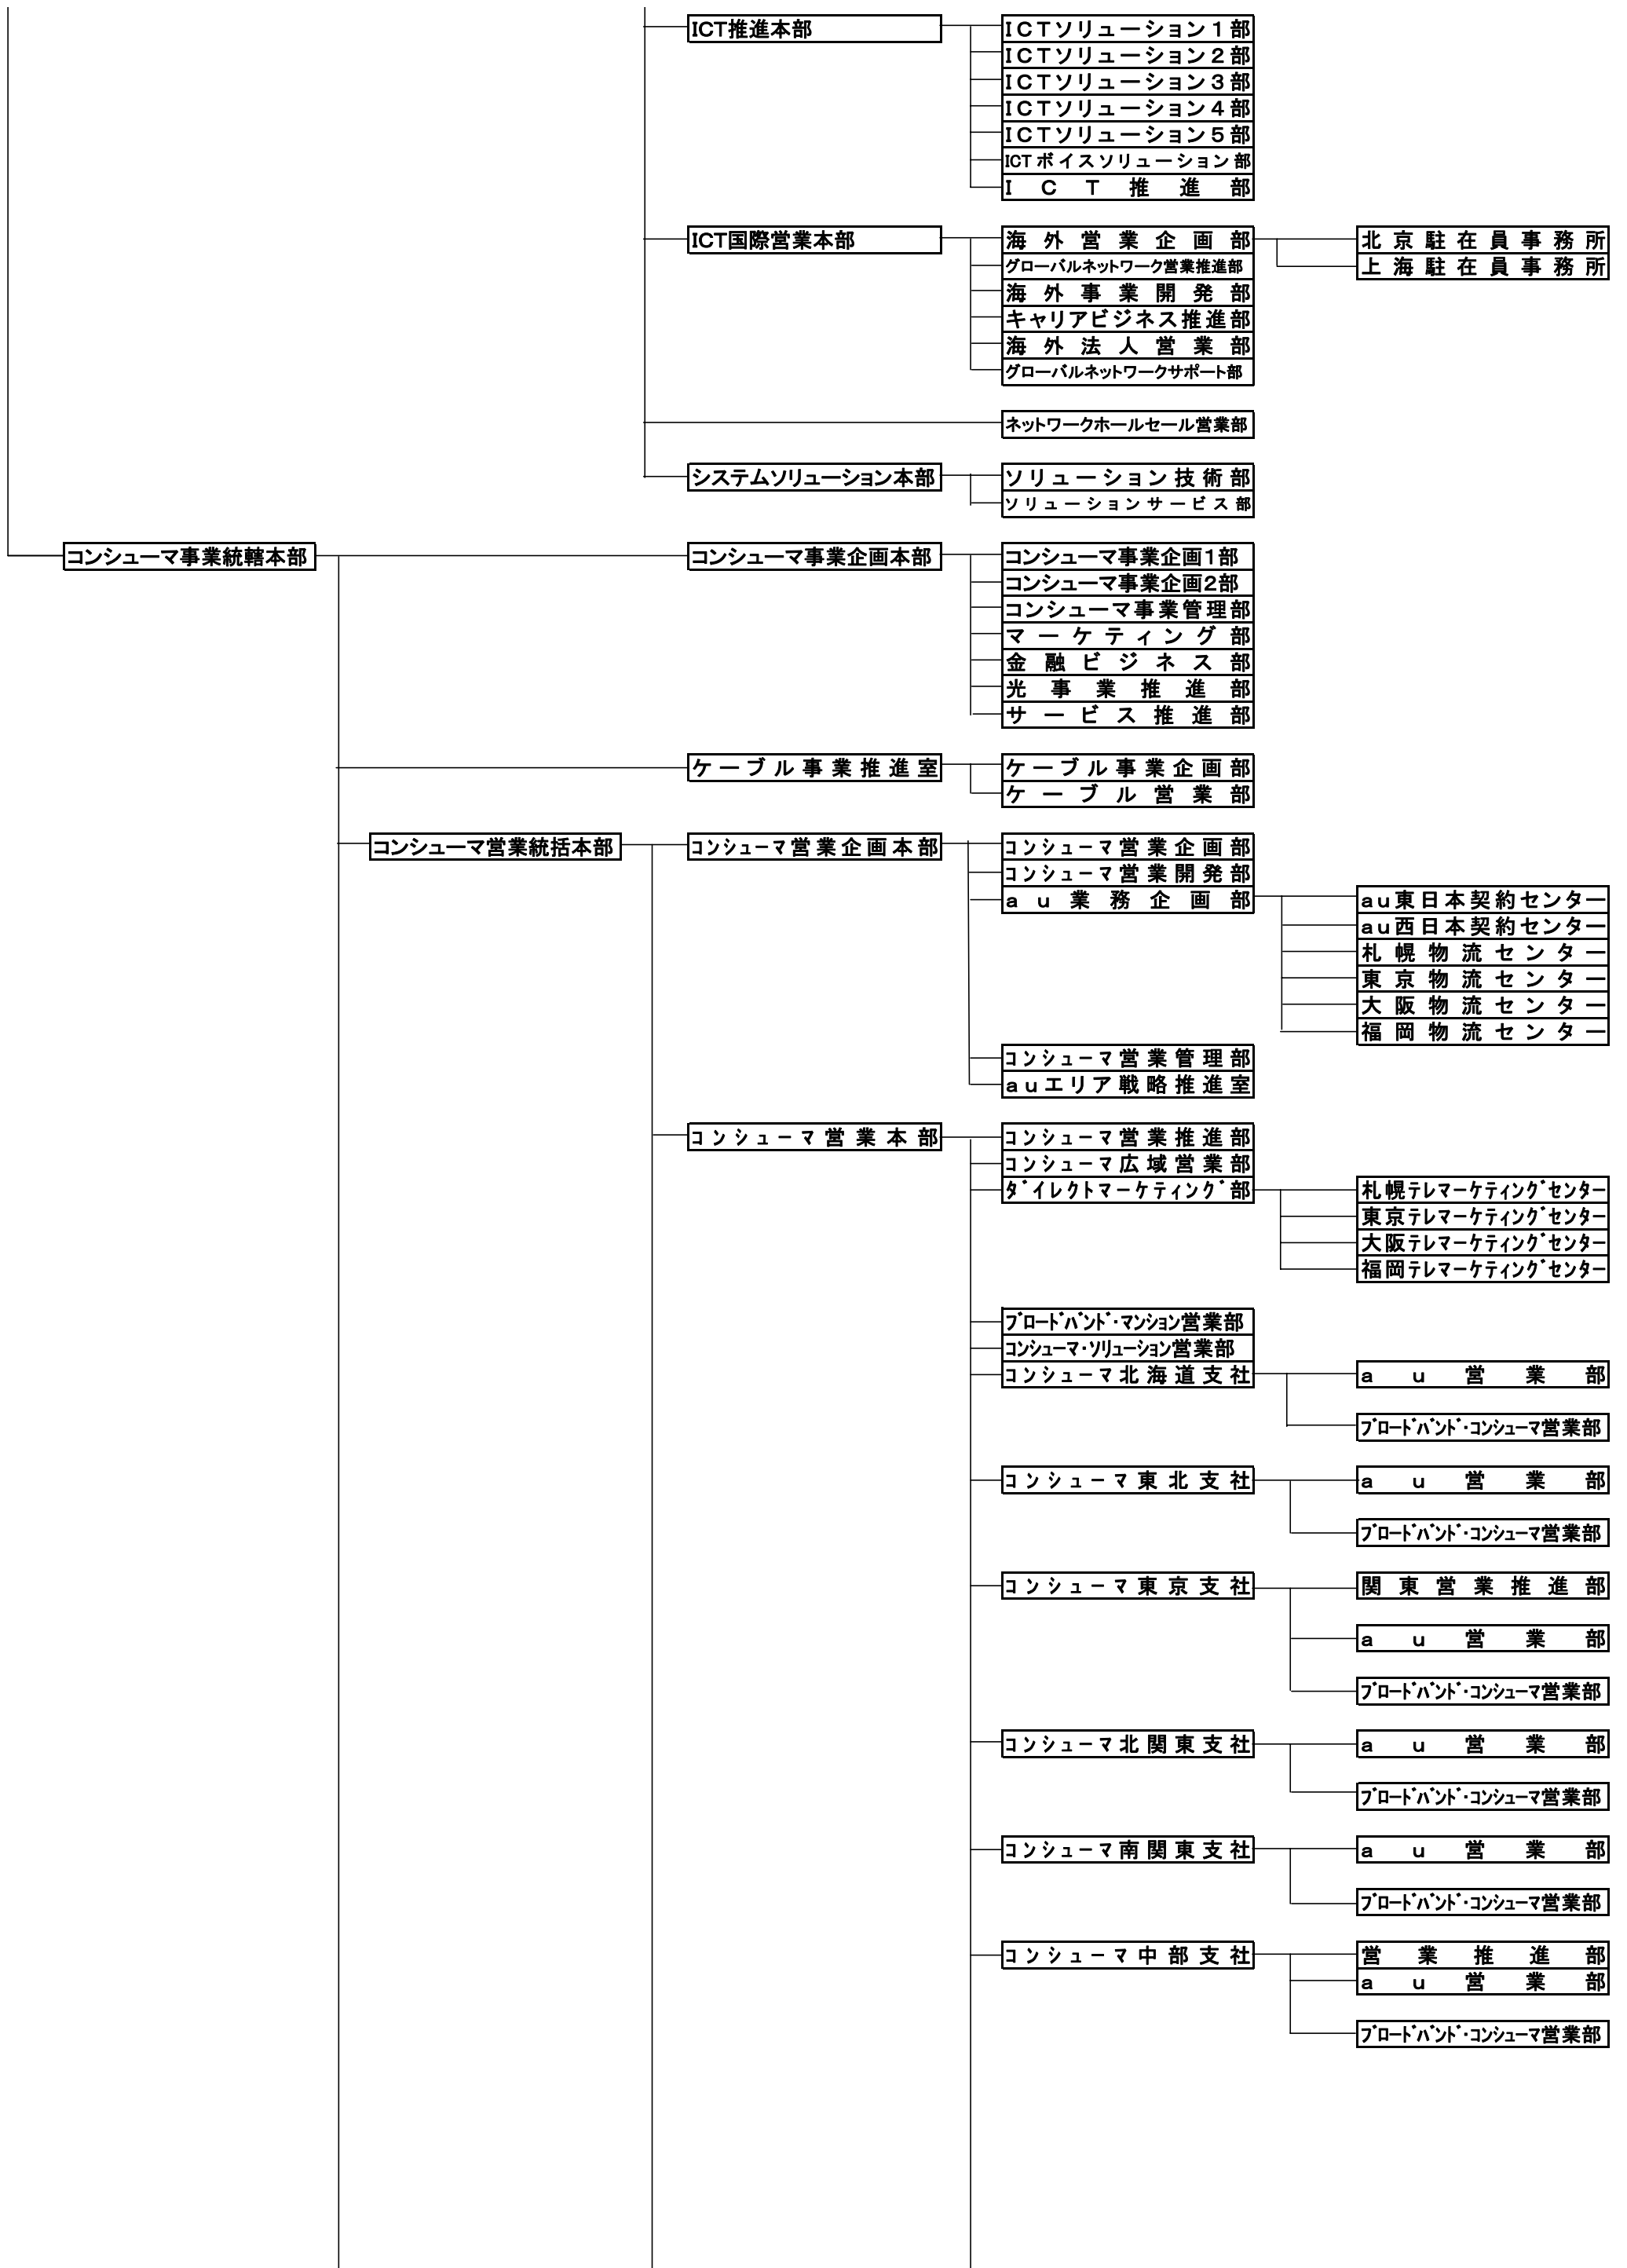 ICT推進本部
ICTソリューション1部
ICTソリューション2部
ICTソリューション3部
ICTソリューション4部
ICTソリューション5部
ICTボイスソリューション部
ICT推進部
ICT国際営業本部
海外営業企画部
北京駐在員事務所
グローバルネットワーク営業推進部
上海駐在員事務所
海外事業開発部
キャリアビジネス推進部
海外法人営業部
グローバルネットワークサポート部
ネットワークホールセール営業部
システムソリューション本部
ソリューション技術部
ソリューションサービス部
コンシューマ事業統轄本部
コンシューマ事業企画本部
コンシューマ事業企画1部
コンシューマ事業企画2部
コンシューマ事業管理部
マーケティング部
金融ビジネス部
光事業推進部
サービス推進部
ケーブル事業推進室
ケーブル事業企画部
ケーブル営業部
コンシューマ営業統括本部
コンシューマ営業企画本部
コンシューマ営業企画部
コンシューマ営業開発部
au業務企画部
au東日本契約センター
au西日本契約センター
札幌物流センター
東京物流センター
大阪物流センター
福岡物流センター
コンシューマ営業管理部
auエリア戦略推進室
コンシューマ営業本部
コンシューマ営業推進部
コンシューマ広域営業部
ダイレクトマーケティング部
札幌テレマーケティングセンター
東京テレマーケティングセンター
大阪テレマーケティングセンター
福岡テレマーケティングセンター
ブロードバンド・マンション営業部
コンシューマ・ソリューション営業部
コンシューマ北海道支社
au営業部
ブロードバンド・コンシューマ営業部
コンシューマ東北支社
au営業部
ブロードバンド・コンシューマ営業部
コンシューマ東京支社
関東営業推進部
au営業部
ブロードバンド・コンシューマ営業部
コンシューマ北関東支社
au営業部
ブロードバンド・コンシューマ営業部
コンシューマ南関東支社
au営業部
ブロードバンド・コンシューマ営業部
コンシューマ中部支社
営業推進部
au営業部
ブロードバンド・コンシューマ営業部